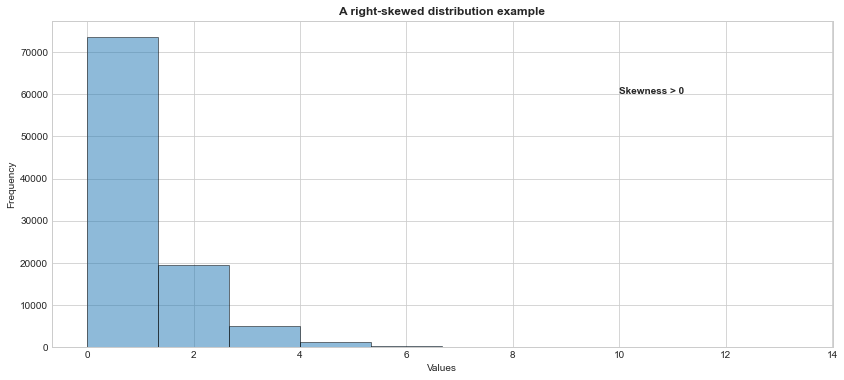 A right-skewed distribution example
70000
60000
50000
40000
30000
20000
10000
0
Frequency
Skewness > 0
0 2 4 6 8 10 12 14
Values